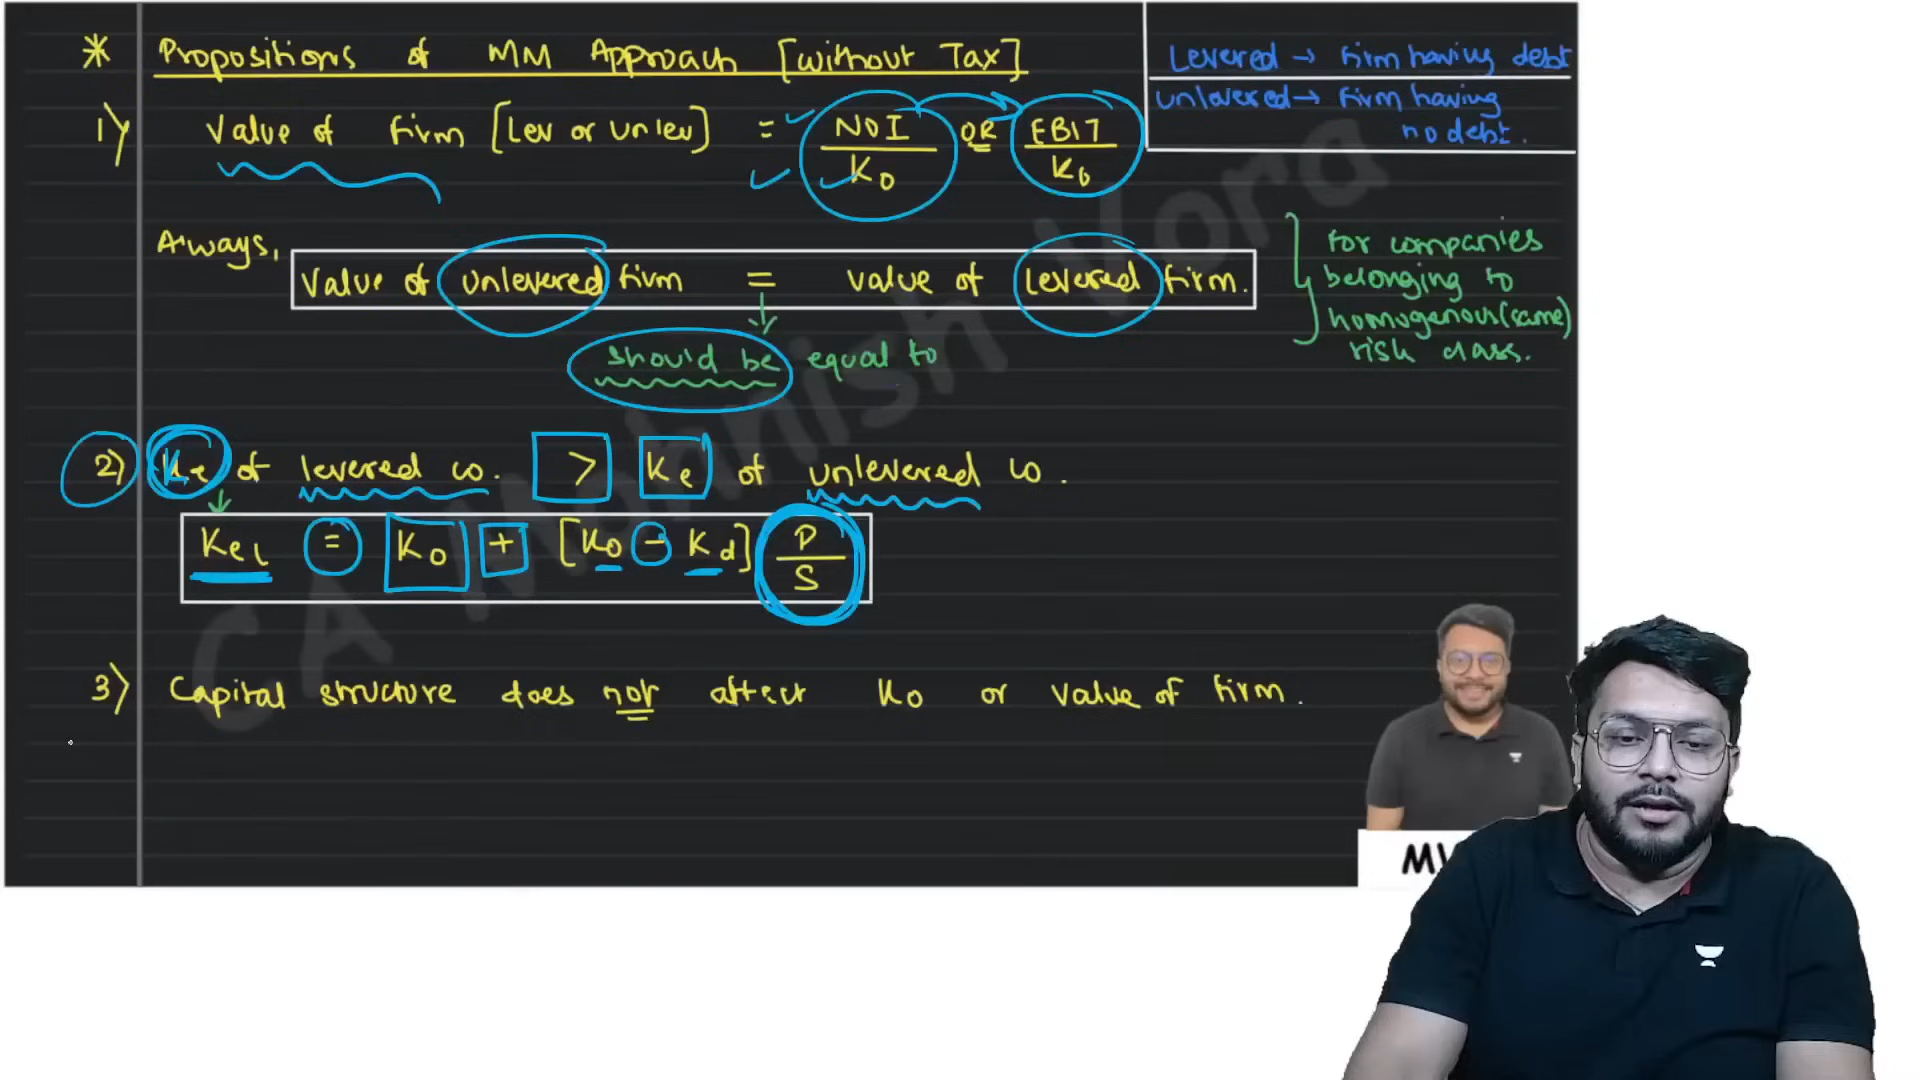 * Propositions of MM Approach [without Tax]
Levered → Firm having debt
Unlevered → Firm having
no debt.
1) Value of firm [Lev or unlev] = NOI / Ko OR EBIT / Ko
Always,
Value of unlevered firm = value of levered firm.
should be equal to
For companies
belonging to
homogenous (same)
risk class.
2) Ke of levered co. > Ke of unlevered co.
Kel = Ko + [Ko - Kd] D / S
3) Capital structure does not affect Ko or value of firm.